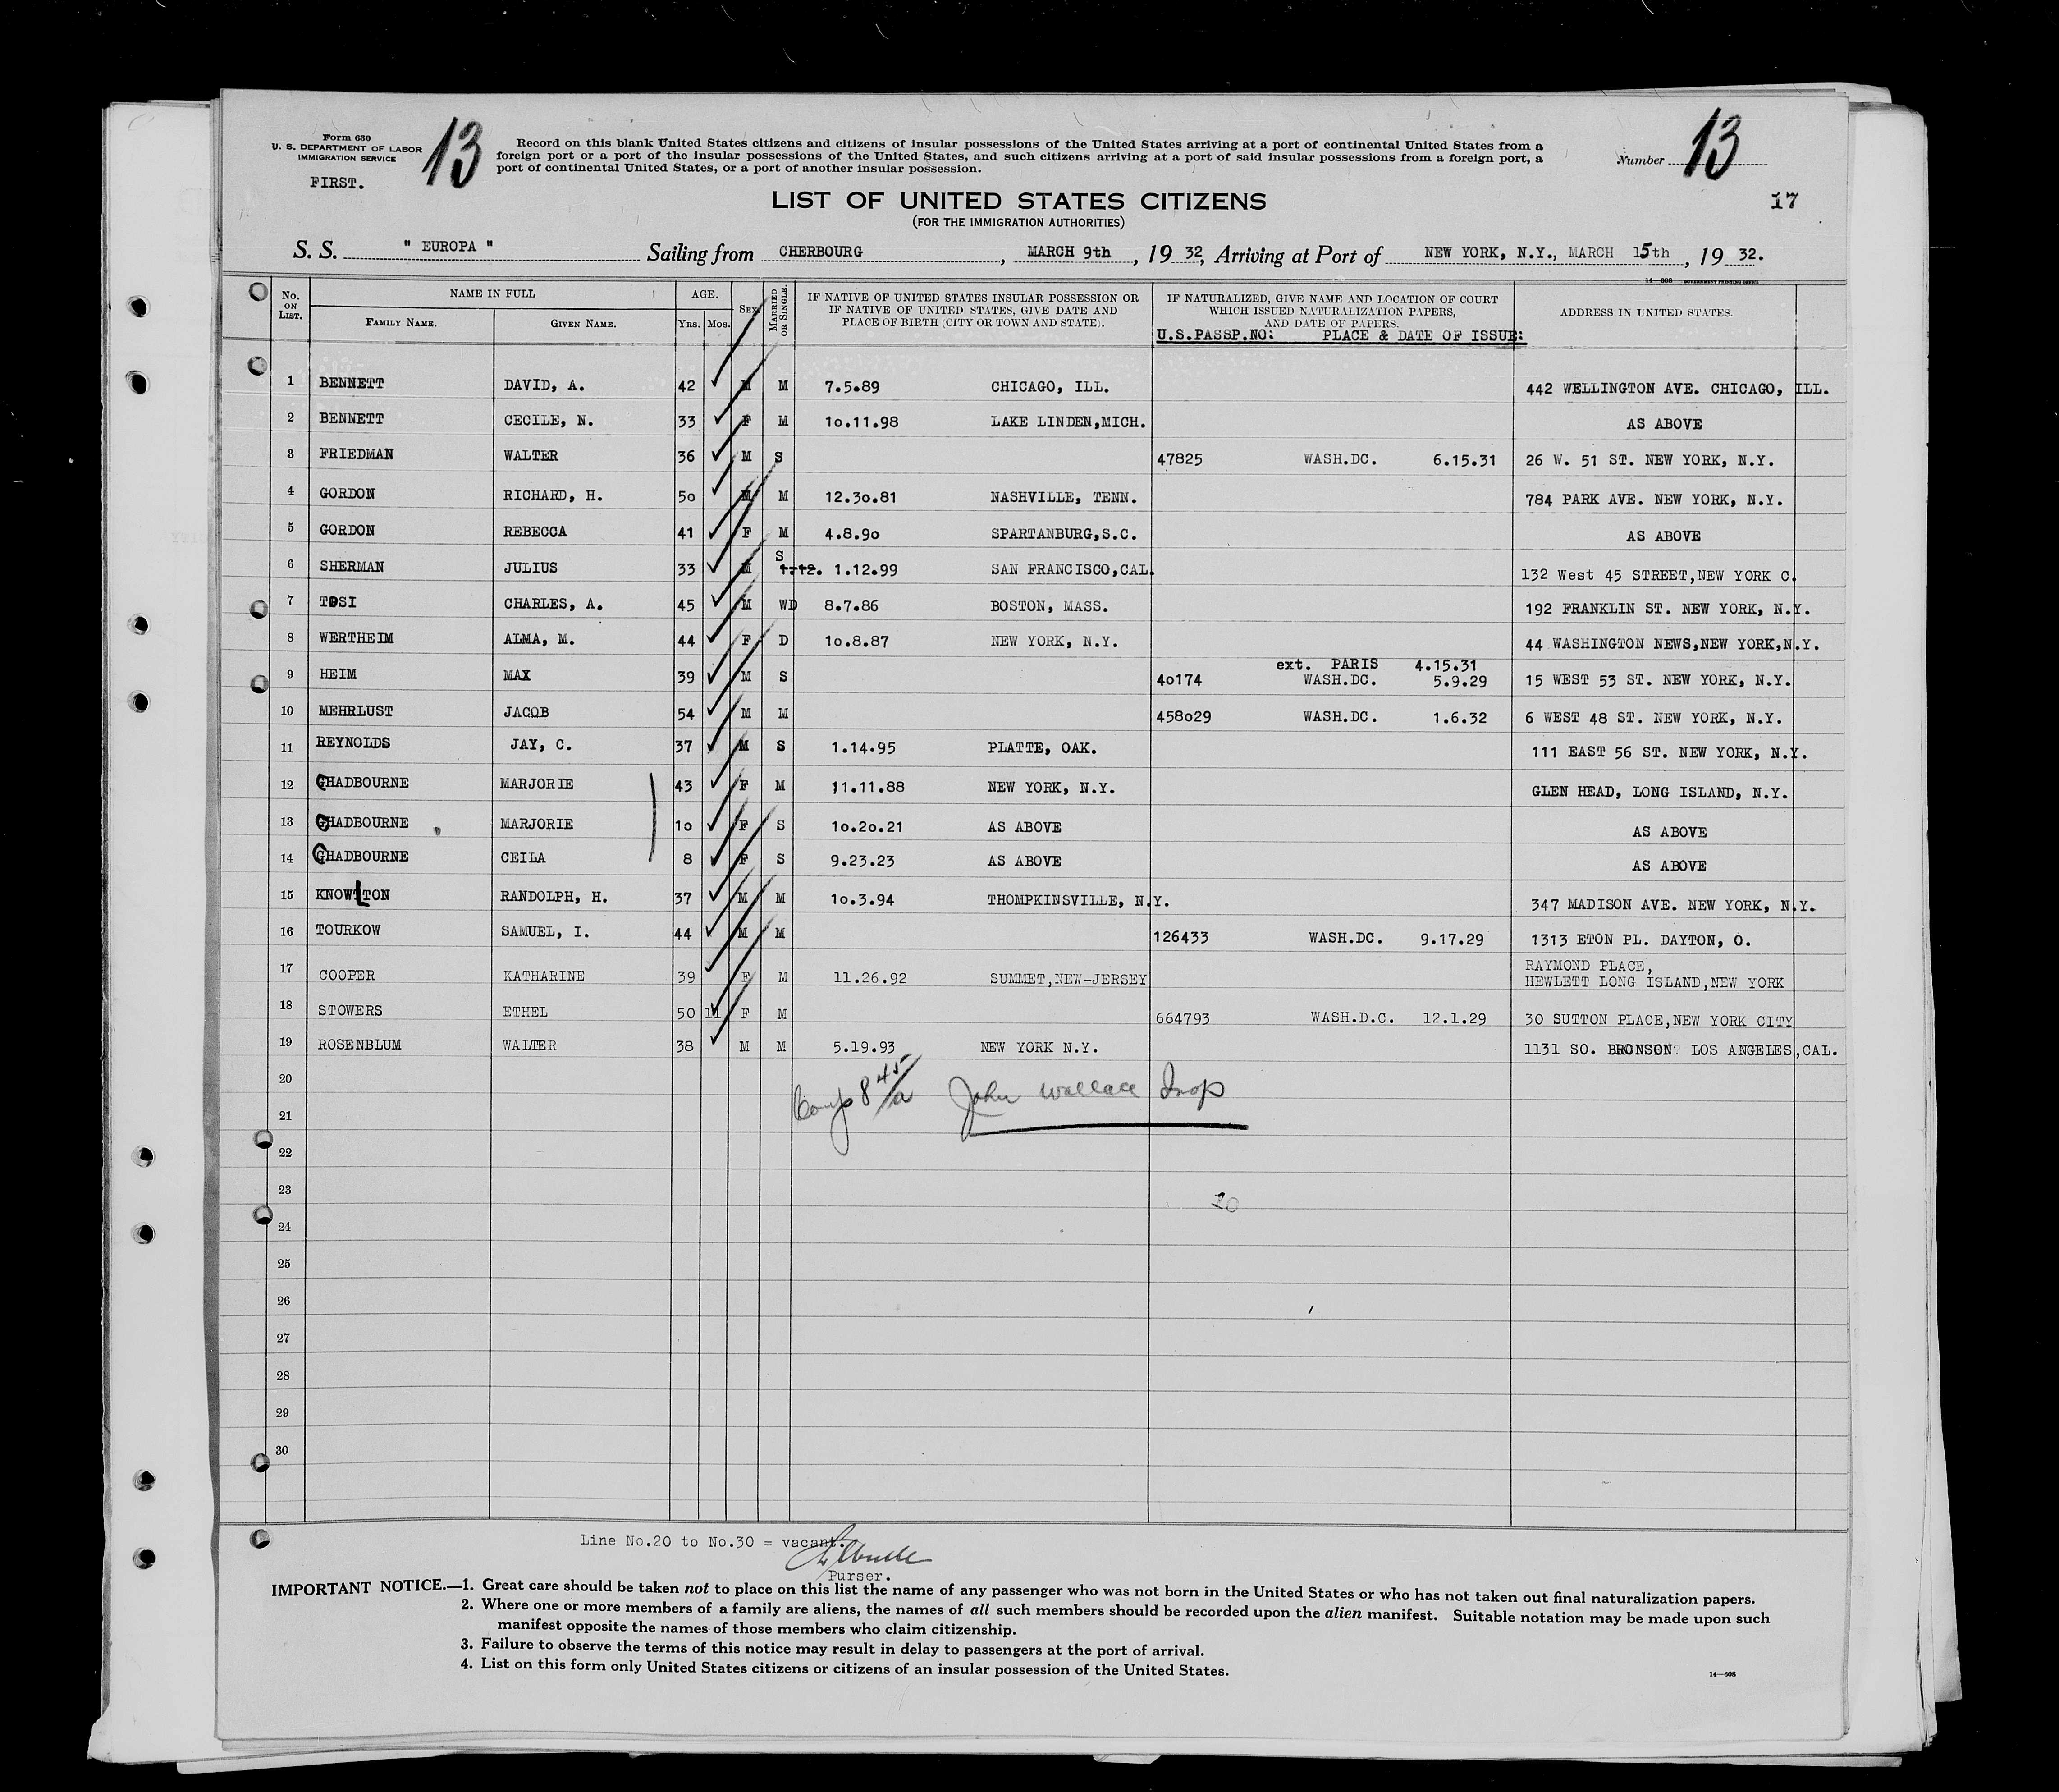 Form 630
U. S. DEPARTMENT OF LABOR
IMMIGRATION SERVICE
FIRST.
13
Record on this blank United States citizens and citizens of insular possessions of the United States arriving at a port of continental United States from a
foreign port or a port of the insular possessions of the United States, and such citizens arriving at a port of said insular possessions from a foreign port, a
port of continental United States, or a port of another insular possession.
Number 13
17
LIST OF UNITED STATES CITIZENS
(FOR THE IMMIGRATION AUTHORITIES)
S. S. " EUROPA " Sailing from CHERBOURG, MARCH 9th, 19 32, Arriving at Port of NEW YORK, N.Y., MARCH 15th, 19 32.
14—608 GOVERNMENT PRINTING OFFICE
No. ON LIST. NAME IN FULL FAMILY NAME. GIVEN NAME. AGE. YRS. MOS. SEX MARRIED OR SINGLE. IF NATIVE OF UNITED STATES INSULAR POSSESSION OR IF NATIVE OF UNITED STATES, GIVE DATE AND PLACE OF BIRTH (CITY OR TOWN AND STATE). IF NATURALIZED, GIVE NAME AND LOCATION OF COURT WHICH ISSUED NATURALIZATION PAPERS, AND DATE OF PAPERS. ADDRESS IN UNITED STATES.
U.S.PASSP.NO: PLACE & DATE OF ISSUE:
1 BENNETT DAVID, A. 42 M M 7.5.89 CHICAGO, ILL. 442 WELLINGTON AVE. CHICAGO, ILL.
2 BENNETT CECILE, N. 33 F M 10.11.98 LAKE LINDEN,MICH. AS ABOVE
3 FRIEDMAN WALTER 36 M S 47825 WASH.DC. 6.15.31 26 W. 51 ST. NEW YORK, N.Y.
4 GORDON RICHARD, H. 50 M M 12.30.81 NASHVILLE, TENN. 784 PARK AVE. NEW YORK, N.Y.
5 GORDON REBECCA 41 F M 4.8.90 SPARTANBURG,S.C. AS ABOVE
6 SHERMAN JULIUS 33 M S 1.12. 1.12.99 SAN FRANCISCO,CAL. 132 West 45 STREET,NEW YORK C.
7 TOSI CHARLES, A. 45 M WD 8.7.86 BOSTON, MASS. 192 FRANKLIN ST. NEW YORK, N.Y.
8 WERTHEIM ALMA, M. 44 F D 10.8.87 NEW YORK, N.Y. 44 WASHINGTON NEWS,NEW YORK,N.Y.
ext. PARIS 4.15.31
9 HEIM MAX 39 M S 40174 WASH.DC. 5.9.29 15 WEST 53 ST. NEW YORK, N.Y.
10 MEHRLUST JACOB 54 M M 458029 WASH.DC. 1.6.32 6 WEST 48 ST. NEW YORK, N.Y.
11 REYNOLDS JAY, C. 37 M S 1.14.95 PLATTE, OAK. 111 EAST 56 ST. NEW YORK, N.Y.
12 CHADBOURNE MARJORIE 43 F M 11.11.88 NEW YORK, N.Y. GLEN HEAD, LONG ISLAND, N.Y.
13 CHADBOURNE MARJORIE 10 F S 10.20.21 AS ABOVE AS ABOVE
14 CHADBOURNE CEILA 8 F S 9.23.23 AS ABOVE AS ABOVE
15 KNOWLTON RANDOLPH, H. 37 M M 10.3.94 THOMPKINSVILLE, N.Y. 347 MADISON AVE. NEW YORK, N.Y.
16 TOURKOW SAMUEL, I. 44 M M 126433 WASH.DC. 9.17.29 1313 ETON PL. DAYTON, O.
17 COOPER KATHARINE 39 F M 11.26.92 SUMMET,NEW-JERSEY RAYMOND PLACE,
HEWLETT LONG ISLAND,NEW YORK
18 STOWERS ETHEL 50 11 F M 664793 WASH.D.C. 12.1.29 30 SUTTON PLACE,NEW YORK CITY
19 ROSENBLUM WALTER 38 M M 5.19.93 NEW YORK N.Y. 1131 SO. BRONSON LOS ANGELES,CAL.
20
Comp 8 45/a John Wallace Insp
21
22
23
20
24
25
26
27
28
29
30
Line No.20 to No.30 = vacant.
Purser.
IMPORTANT NOTICE.—1. Great care should be taken not to place on this list the name of any passenger who was not born in the United States or who has not taken out final naturalization papers.
2. Where one or more members of a family are aliens, the names of all such members should be recorded upon the alien manifest. Suitable notation may be made upon such
manifest opposite the names of those members who claim citizenship.
3. Failure to observe the terms of this notice may result in delay to passengers at the port of arrival.
4. List on this form only United States citizens or citizens of an insular possession of the United States.
14—608